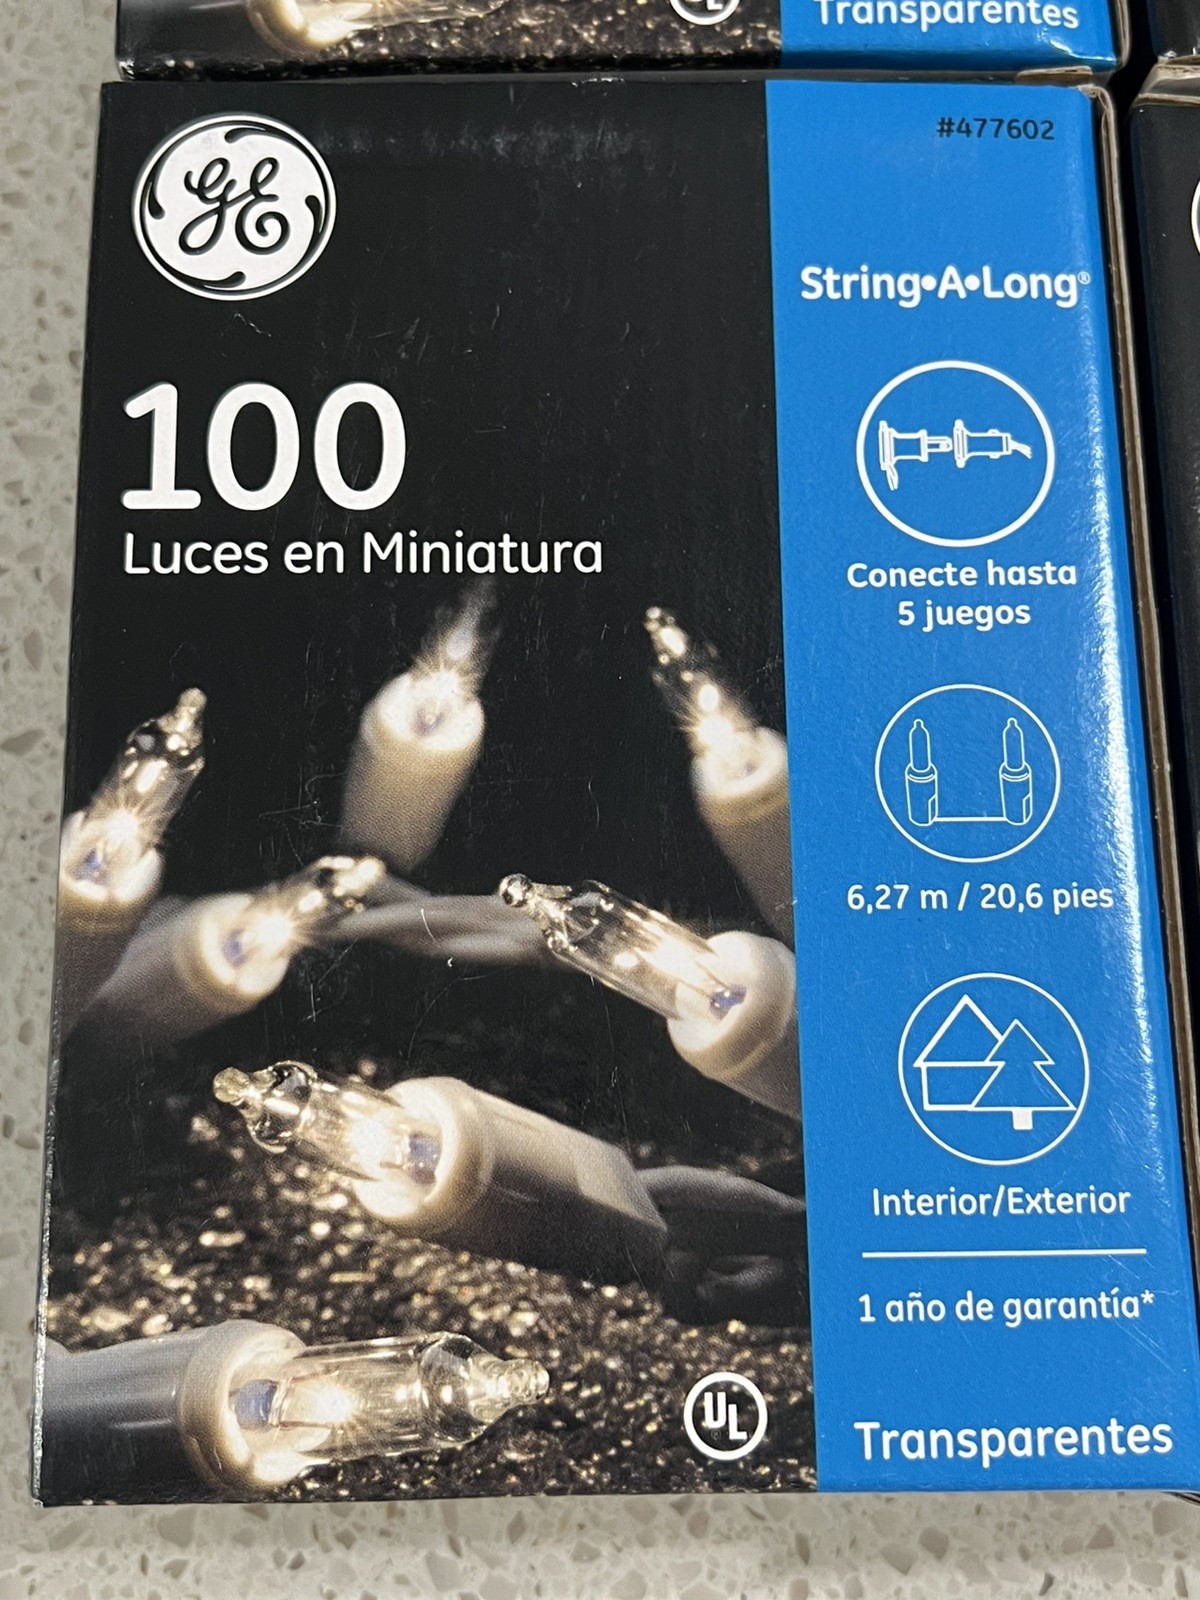 UL
Transparentes
GE
#477602
String•A•Long®
100
Luces en Miniatura
Conecte hasta
5 juegos
6,27 m / 20,6 pies
Interior/Exterior
1 año de garantía*
UL
Transparentes